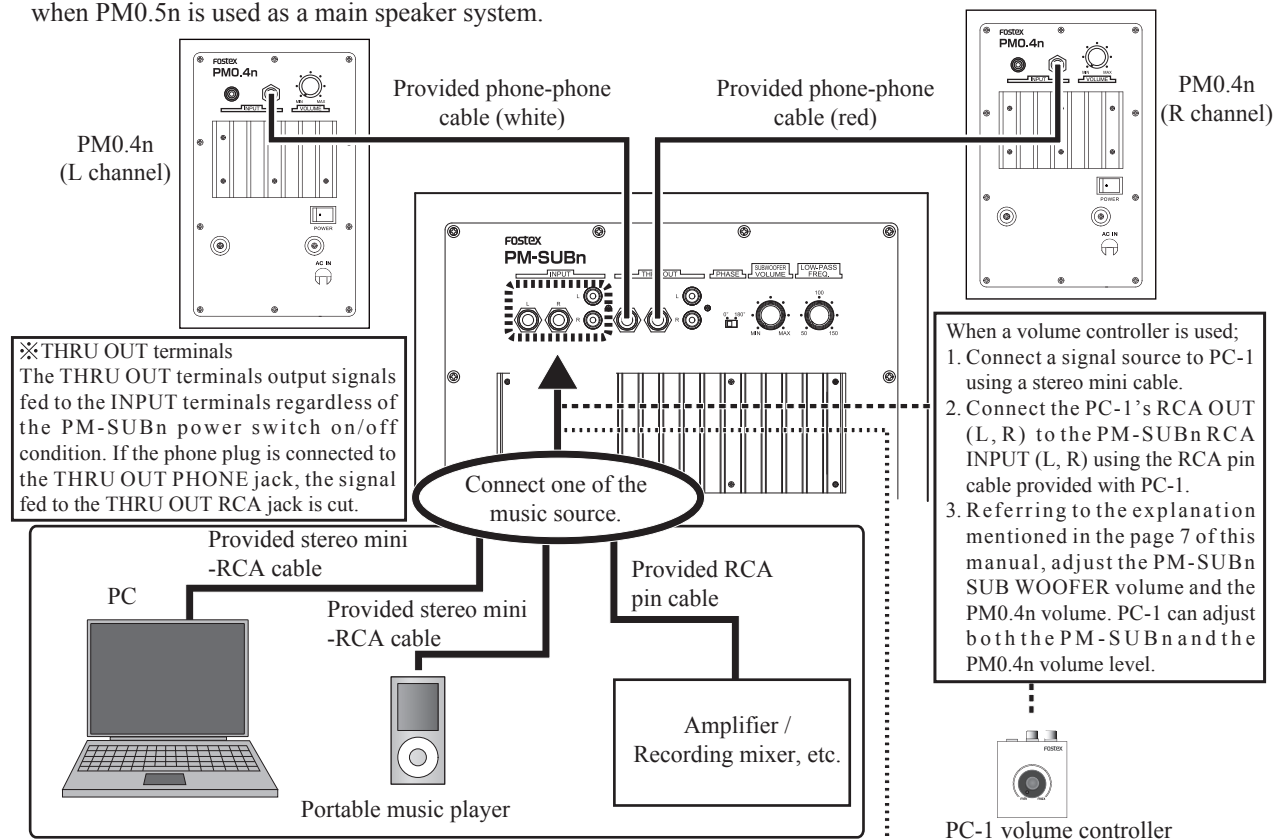 when PM0.5n is used as a main speaker system.
FOSTEX
PM0.4n
INPUT
MIN MAX
VOLUME
POWER
AC IN
PM0.4n
(L channel)
Provided phone-phone
cable (white)
Provided phone-phone
cable (red)
FOSTEX
PM0.4n
INPUT
MIN MAX
VOLUME
POWER
AC IN
PM0.4n
(R channel)
FOSTEX
PM-SUBn
INPUT
L R
L
R
THRU OUT
L
R
PHASE
0° 180°
SUBWOOFER
VOLUME
MIN MAX
LOW-PASS
FREQ.
100
50 150
※THRU OUT terminals
The THRU OUT terminals output signals
fed to the INPUT terminals regardless of
the PM-SUBn power switch on/off
condition. If the phone plug is connected to
the THRU OUT PHONE jack, the signal
fed to the THRU OUT RCA jack is cut.
When a volume controller is used;
1. Connect a signal source to PC-1
using a stereo mini cable.
2. Connect the PC-1's RCA OUT
(L, R) to the PM-SUBn RCA
INPUT (L, R) using the RCA pin
cable provided with PC-1.
3. Referring to the explanation
mentioned in the page 7 of this
manual, adjust the PM-SUBn
SUB WOOFER volume and the
PM0.4n volume. PC-1 can adjust
both the PM-SUBn and the
PM0.4n volume level.
Connect one of the
music source.
Provided stereo mini
-RCA cable
PC
Provided stereo mini
-RCA cable
Portable music player
Provided RCA
pin cable
Amplifier /
Recording mixer, etc.
FOSTEX
PC-1 volume controller